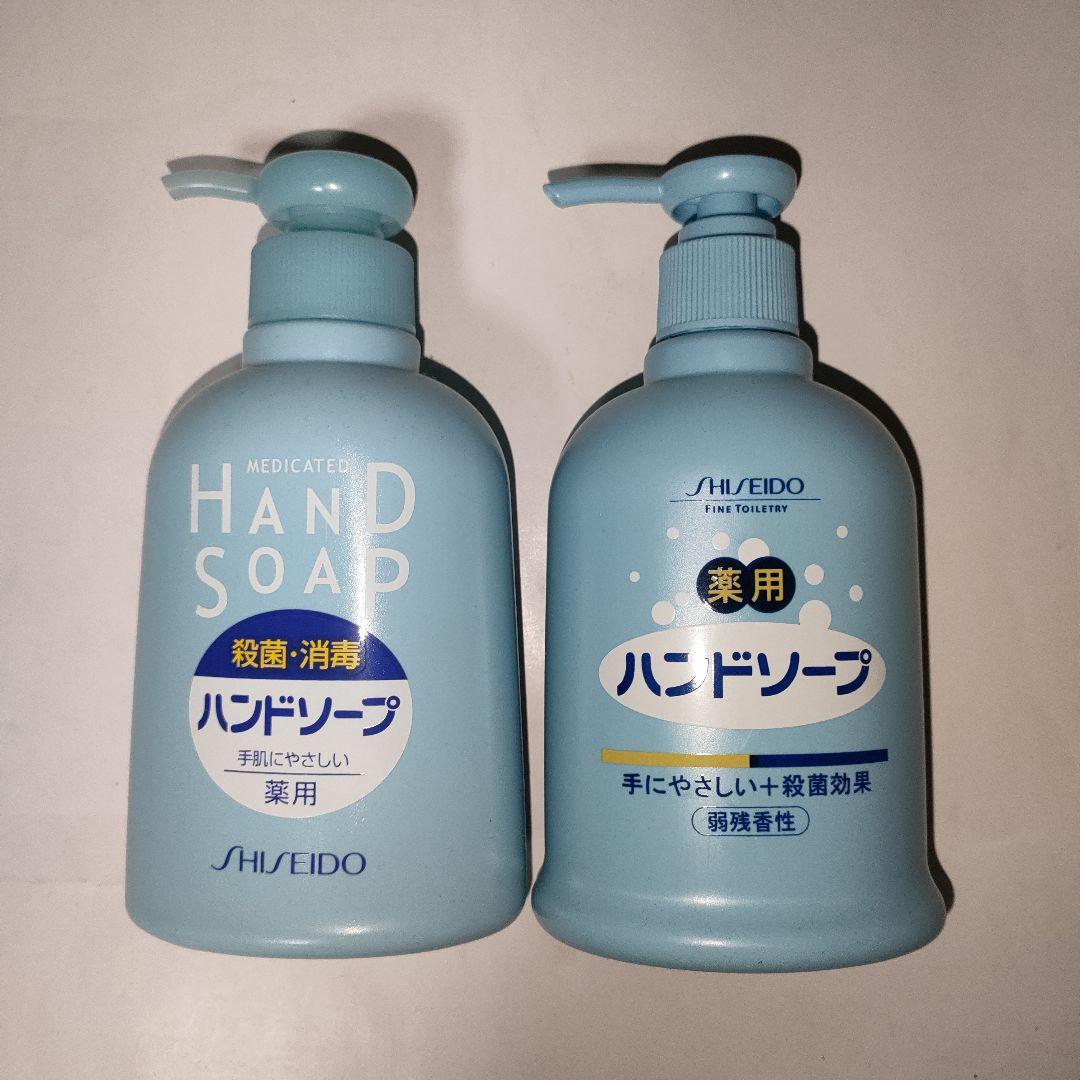 MEDICATED
HAND
SOAP
殺菌・消毒
ハンドソープ
手肌にやさしい
薬用
SHISEIDO
SHISEIDO
FINE TOILETRY
薬用
ハンドソープ
手にやさしい+殺菌効果
弱残香性